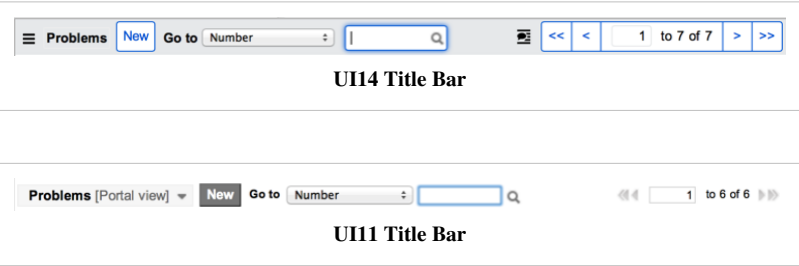 Problems New Go to Number << < 1 to 7 of 7 > >>
UI14 Title Bar
Problems [Portal view] New Go to Number 1 to 6 of 6
UI11 Title Bar